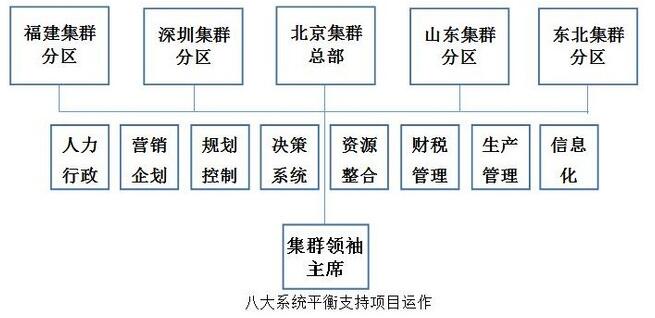 福建集群
分区
深圳集群
分区
北京集群
总部
山东集群
分区
东北集群
分区
人力
行政
营销
企划
规划
控制
决策
系统
资源
整合
财税
管理
生产
管理
信息
化
集群领袖
主席
八大系统平衡支持项目运作